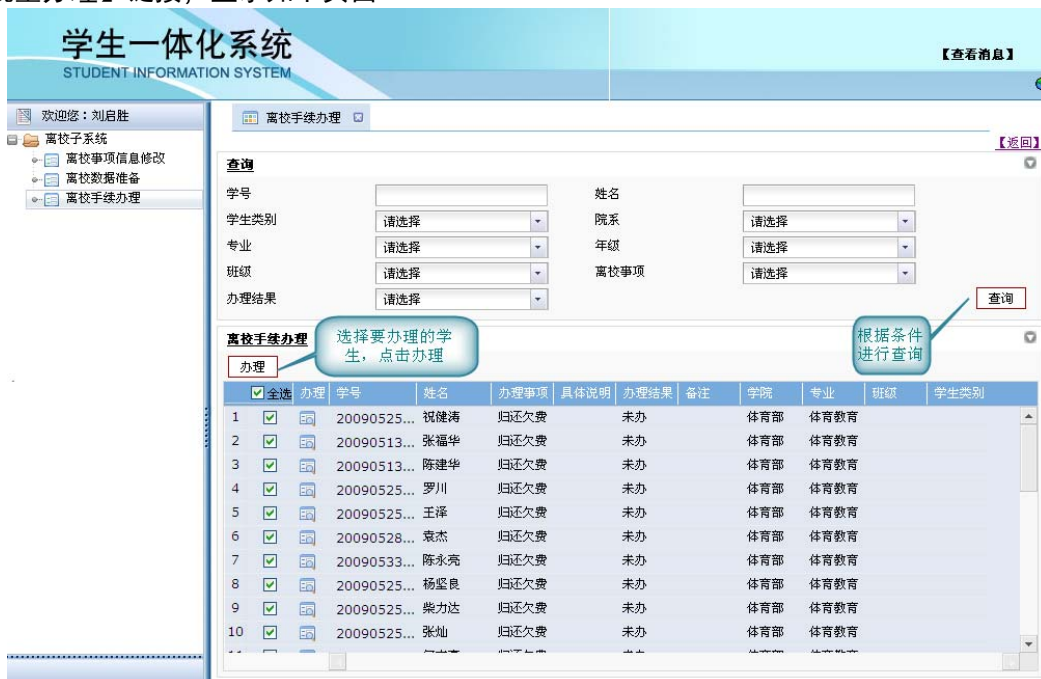 学生一体化系统
STUDENT INFORMATION SYSTEM
【查看消息】
欢迎您：刘启胜
离校子系统
离校事项信息修改
离校数据准备
离校手续办理
离校手续办理
【返回】
查询
学号 姓名
学生类别 请选择 院系 请选择
专业 请选择 年级 请选择
班级 请选择 离校事项 请选择
办理结果 请选择
查询
离校手续办理
选择要办理的学
生，点击办理
根据条件
进行查询
办理
全选 办理 学号 姓名 办理事项 具体说明 办理结果 备注 学院 专业 班级 学生类别
1 20090525... 祝健涛 归还欠费 未办 体育部 体育教育
2 20090513... 张福华 归还欠费 未办 体育部 体育教育
3 20090513... 陈建华 归还欠费 未办 体育部 体育教育
4 20090525... 罗川 归还欠费 未办 体育部 体育教育
5 20090525... 王泽 归还欠费 未办 体育部 体育教育
6 20090528... 袁杰 归还欠费 未办 体育部 体育教育
7 20090533... 陈永亮 归还欠费 未办 体育部 体育教育
8 20090525... 杨坚良 归还欠费 未办 体育部 体育教育
9 20090525... 柴力达 归还欠费 未办 体育部 体育教育
10 20090525... 张灿 归还欠费 未办 体育部 体育教育